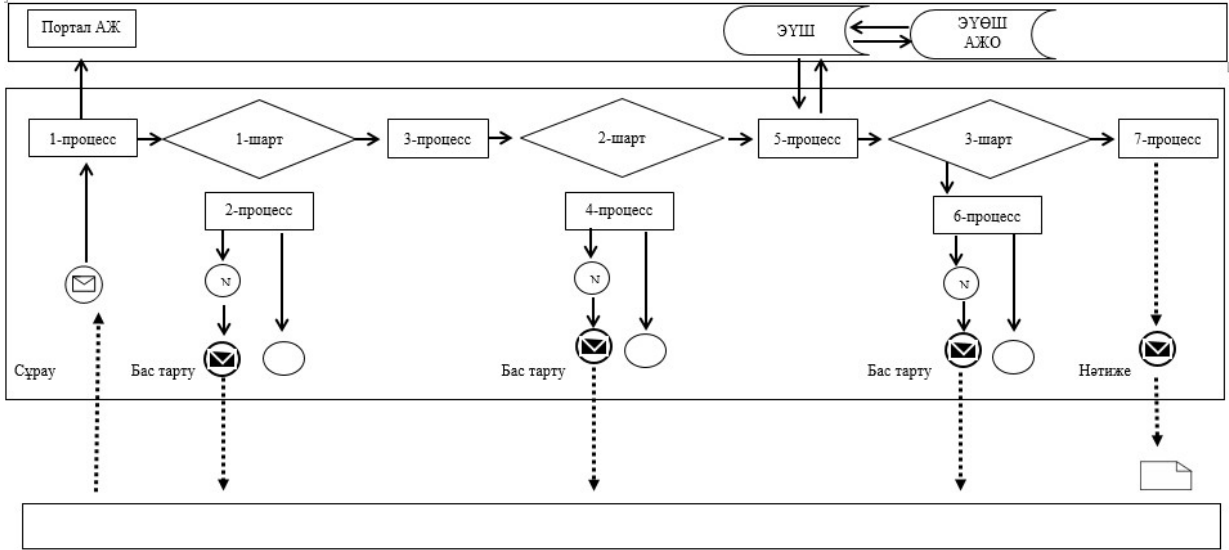 Портал АЖ
ЭҮШ
ЭҮӨШ
АЖО
1-процесс
1-шарт
3-процесс
2-шарт
5-процесс
3-шарт
7-процесс
2-процесс
4-процесс
6-процесс
N
N
N
Сұрау
Бас тарту
Бас тарту
Бас тарту
Нәтиже